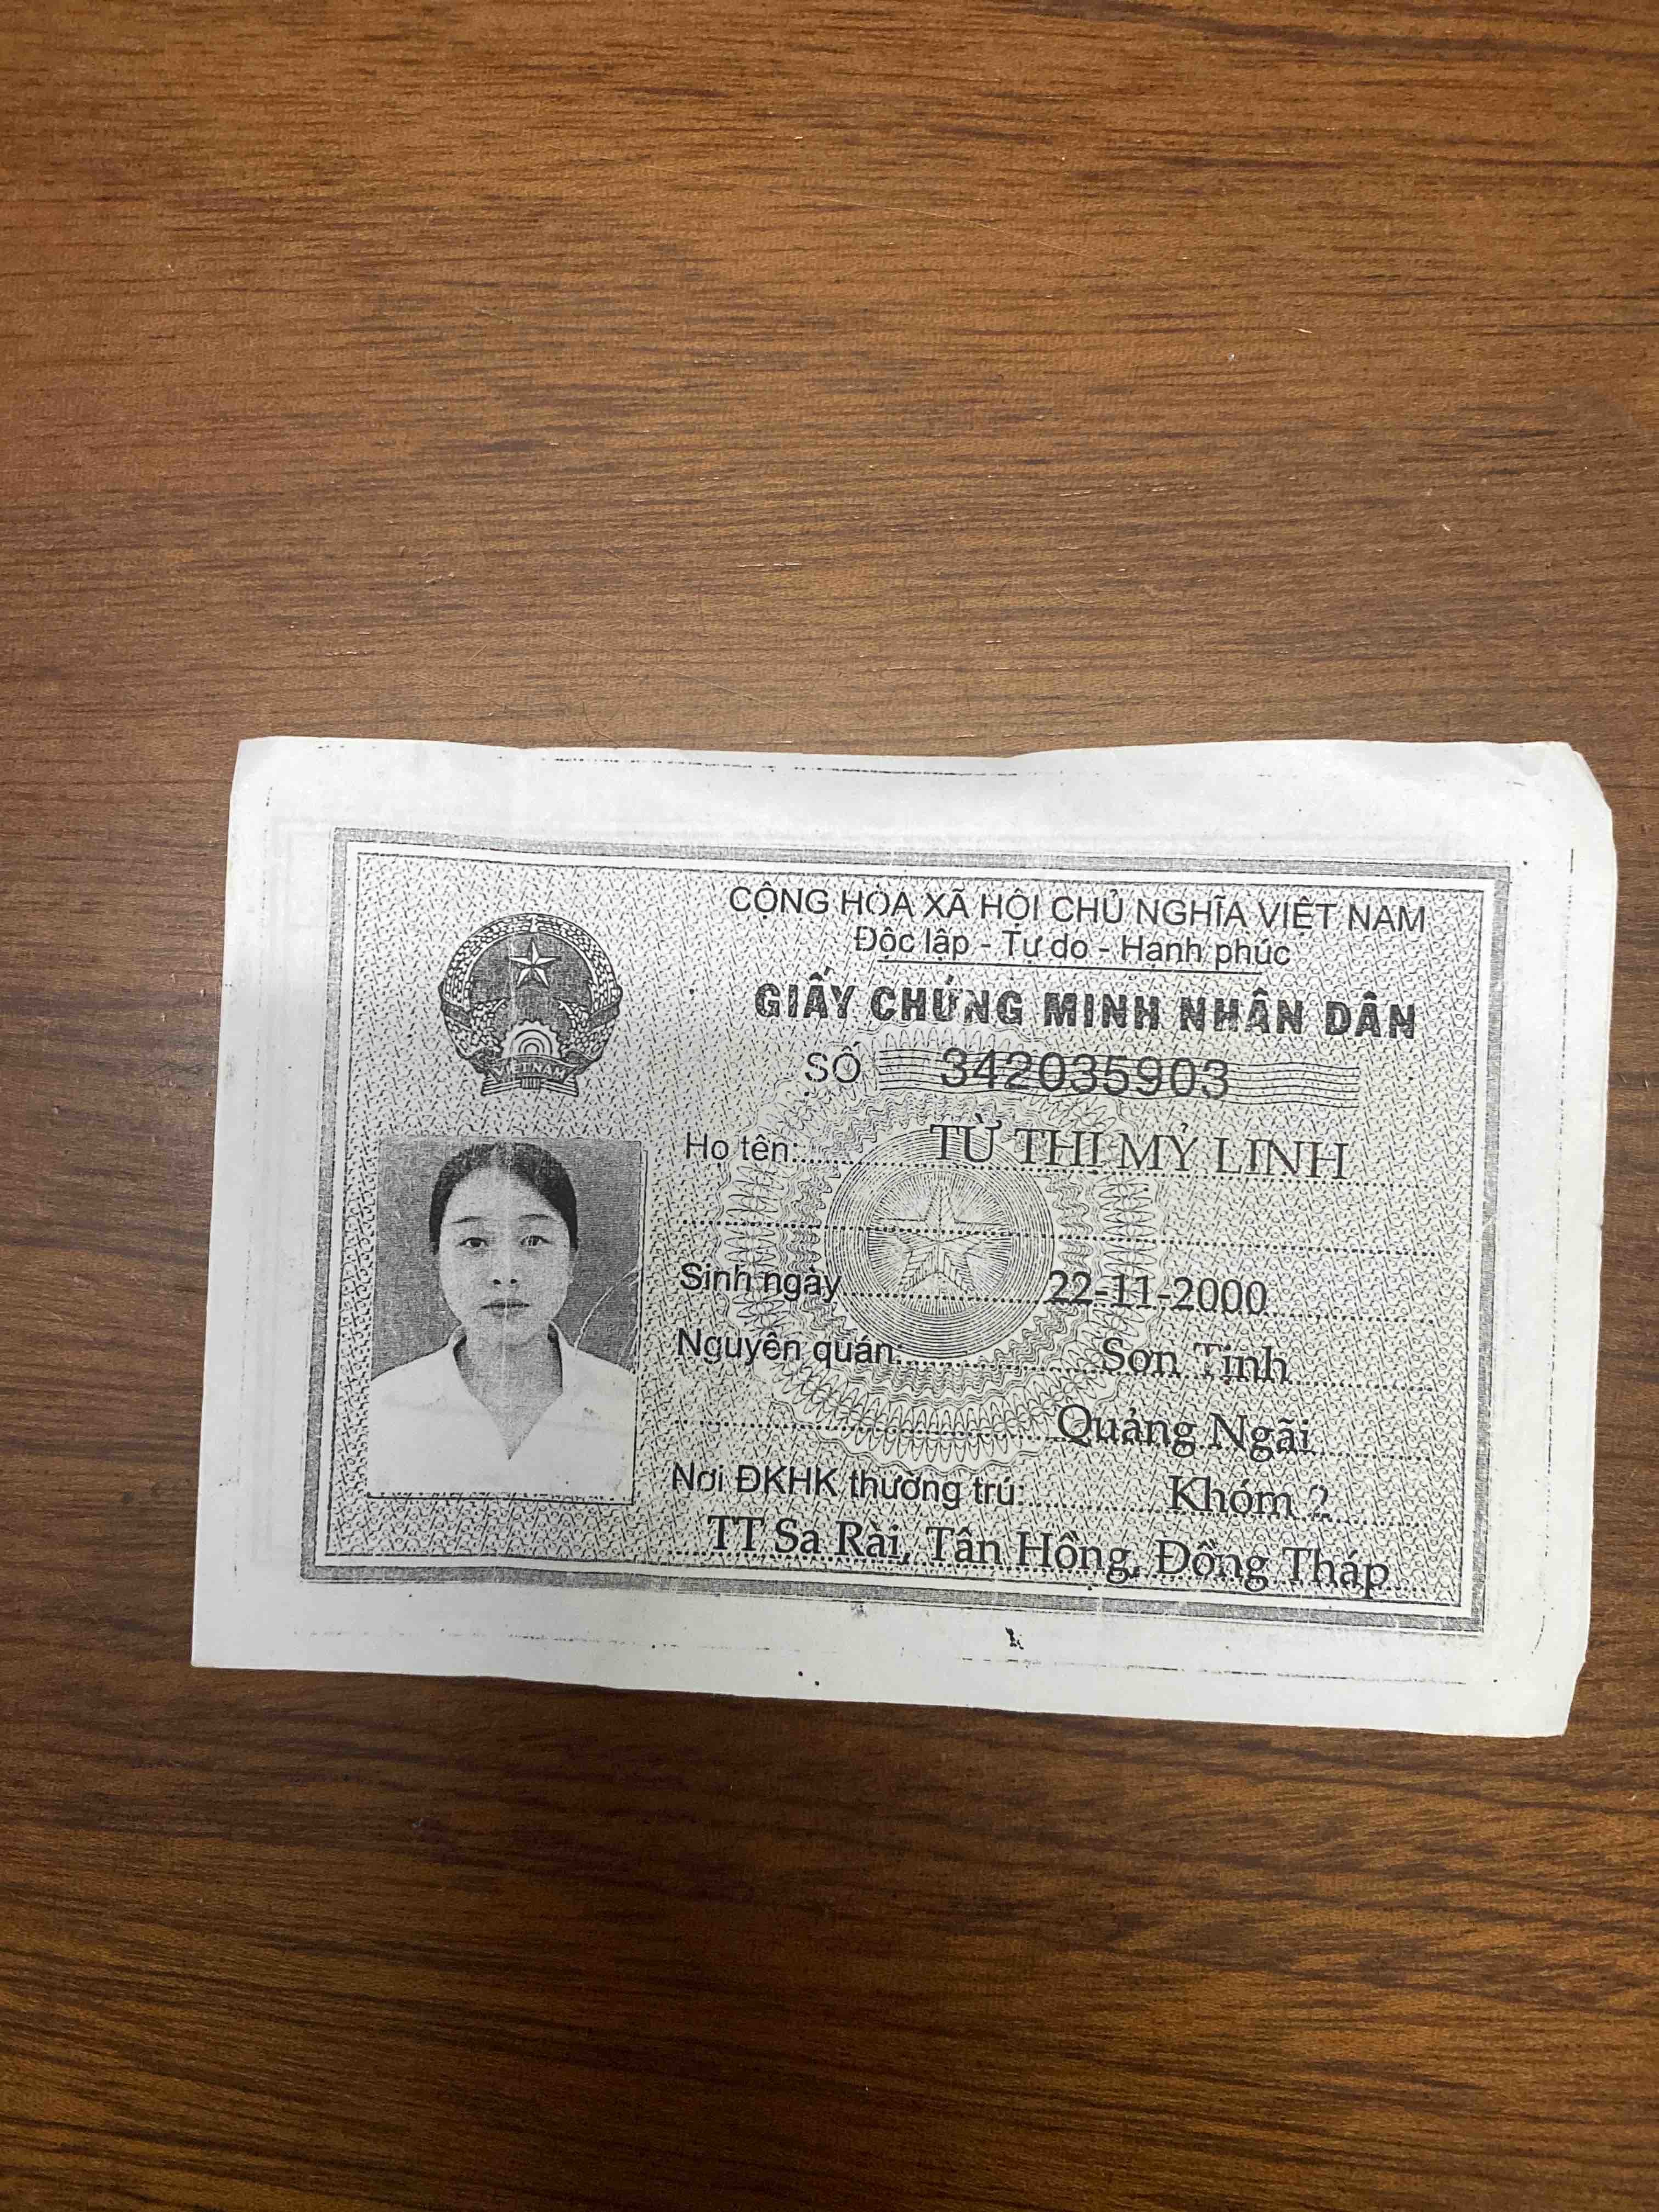 CỘNG HÒA XÃ HỘI CHỦ NGHĨA VIỆT NAM
Độc lập - Tự do - Hạnh phúc
GIẤY CHỨNG MINH NHÂN DÂN
SỐ 342035903
VIỆT NAM
Họ tên: TỪ THỊ MỸ LINH
Sinh ngày 22-11-2000
Nguyên quán: Sơn Tịnh
Quảng Ngãi
Nơi ĐKHK thường trú: Khóm 2
TT Sa Rài, Tân Hồng, Đồng Tháp